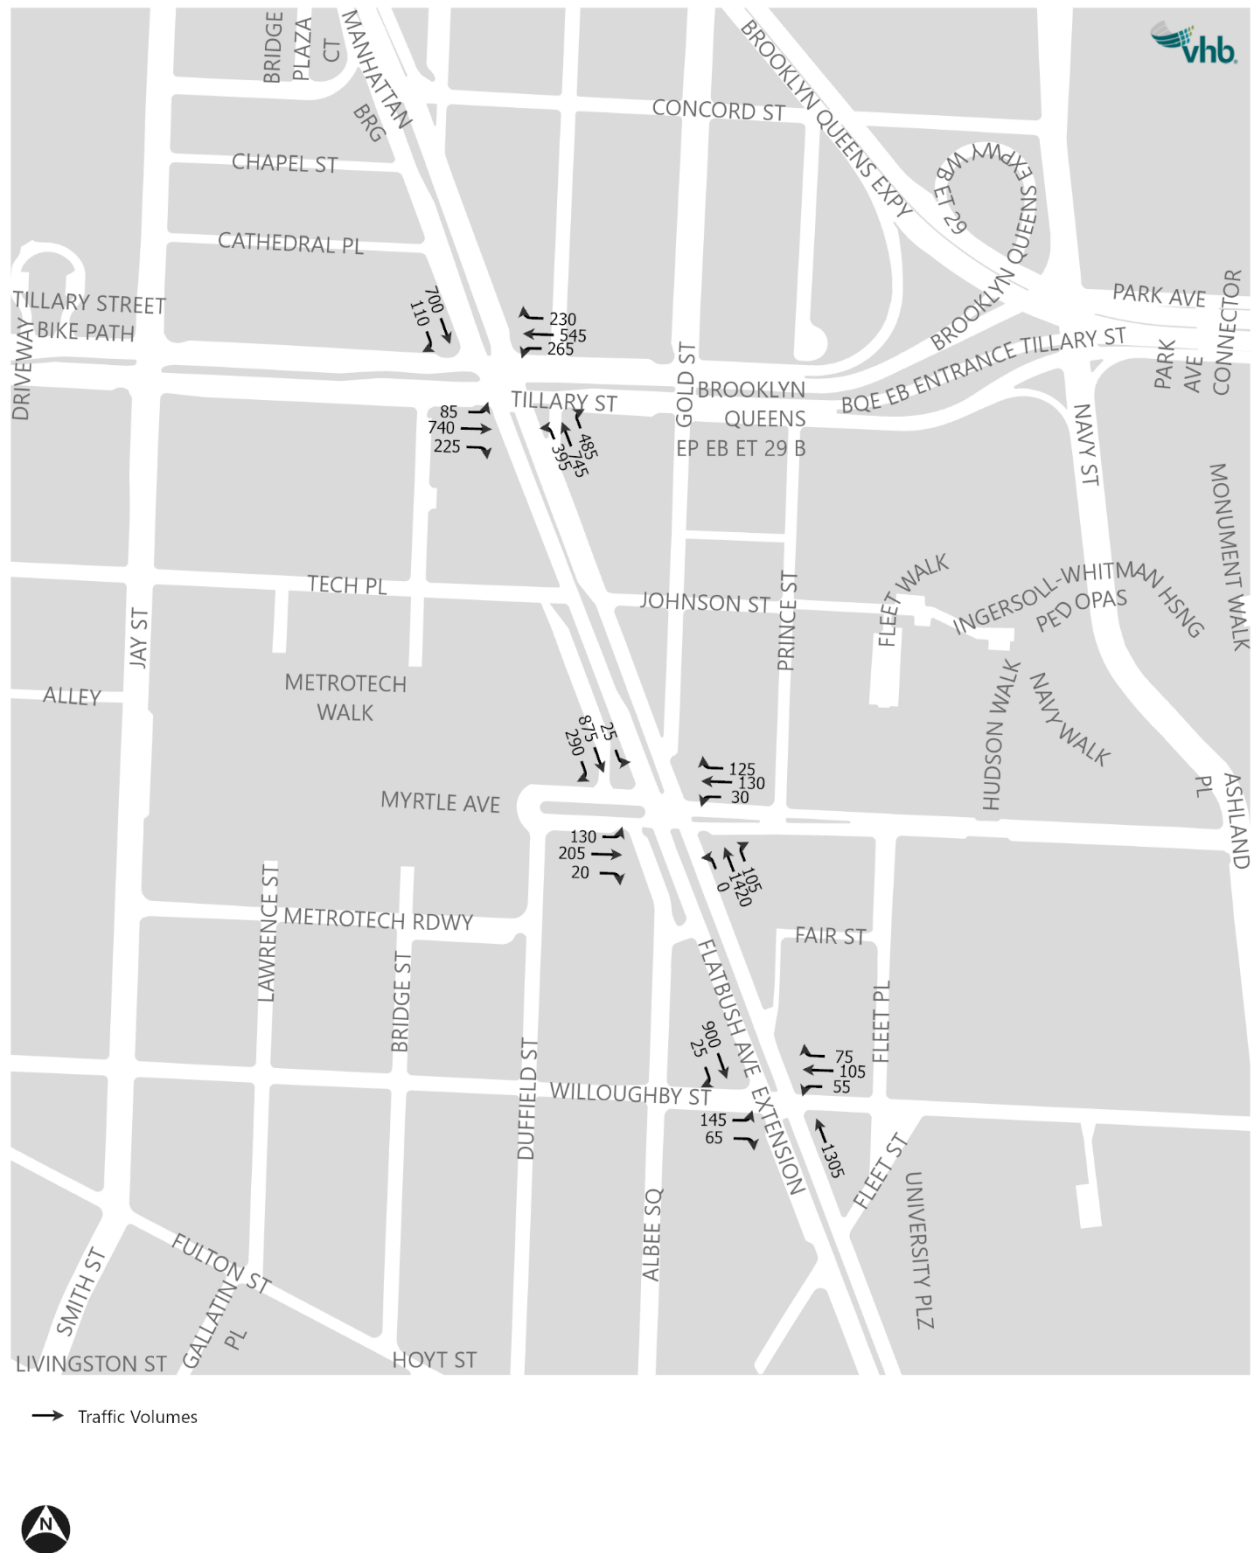 BRIDGE
PLAZA
CT
MANHATTAN
BRG
BROOKLYN QUEENS EXPY
vhb.
CONCORD ST
CHAPEL ST
EXPWY WB ET 29
BROOKLYN QUEENS
CATHEDRAL PL
TILLARY STREET
BIKE PATH
DRIVEWAY
PARK AVE
PARK
AVE
CONNECTOR
700
110
230
545
265
BQE EB ENTRANCE TILLARY ST
GOLD ST
BROOKLYN
QUEENS
EP EB ET 29 B
TILLARY ST
85
740
225
395
745
485
NAVY ST
MONUMENT WALK
TECH PL
JOHNSON ST
PRINCE ST
FLEET WALK
INGERSOLL-WHITMAN HSNG
PED OPAS
JAY ST
ALLEY
METROTECH
WALK
HUDSON WALK
NAVY WALK
ASHLAND
PL
290
875
25
125
130
30
MYRTLE AVE
130
205
20
0
1420
105
LAWRENCE ST
METROTECH RDWY
BRIDGE ST
FAIR ST
FLATBUSH AVE EXTENSION
FLEET PL
900
25
75
105
55
DUFFIELD ST
WILLOUGHBY ST
145
65
1305
FLEET ST
UNIVERSITY PLZ
ALBEE SQ
FULTON ST
SMITH ST
GALLATIN
PL
LIVINGSTON ST
HOYT ST
Traffic Volumes
N